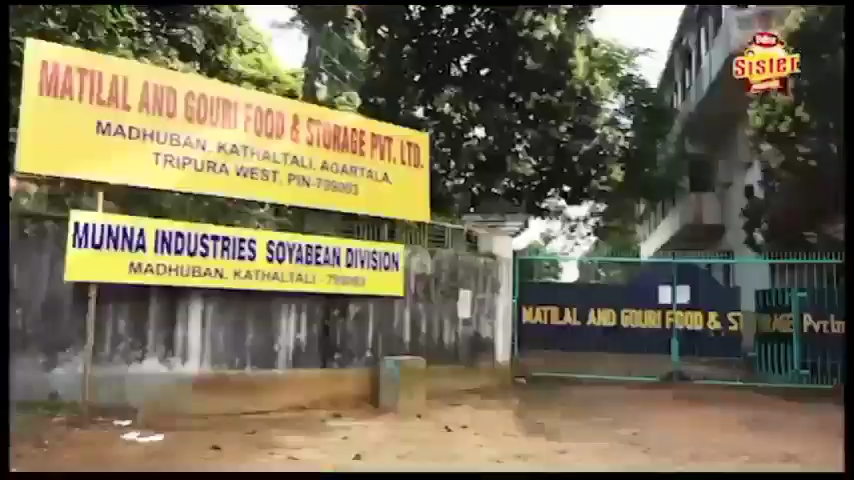 MATILAL AND GOURI FOOD & STORAGE PVT. LTD.
MADHUBAN, KATHALTALI, AGARTALA,
TRIPURA WEST, PIN-799003
MUNNA INDUSTRIES SOYABEAN DIVISION
MADHUBAN, KATHALTALI - 799003
MATILAL AND GOURI FOOD & STORAGE Pvt.
Sister